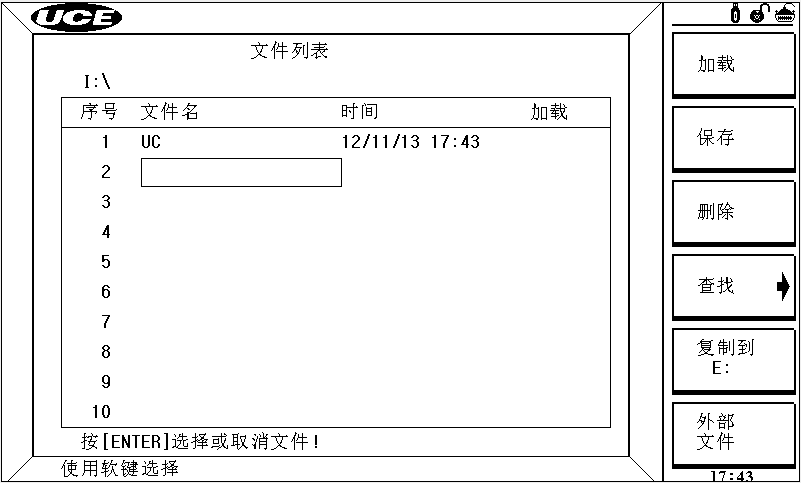 UCE
文件列表
I:\
序号 文件名 时间 加载
1 UC 12/11/13 17:43
2
3
4
5
6
7
8
9
10
按[ENTER]选择或取消文件!
使用软键选择
加载
保存
删除
查找
复制到
E:
外部
文件
17:43